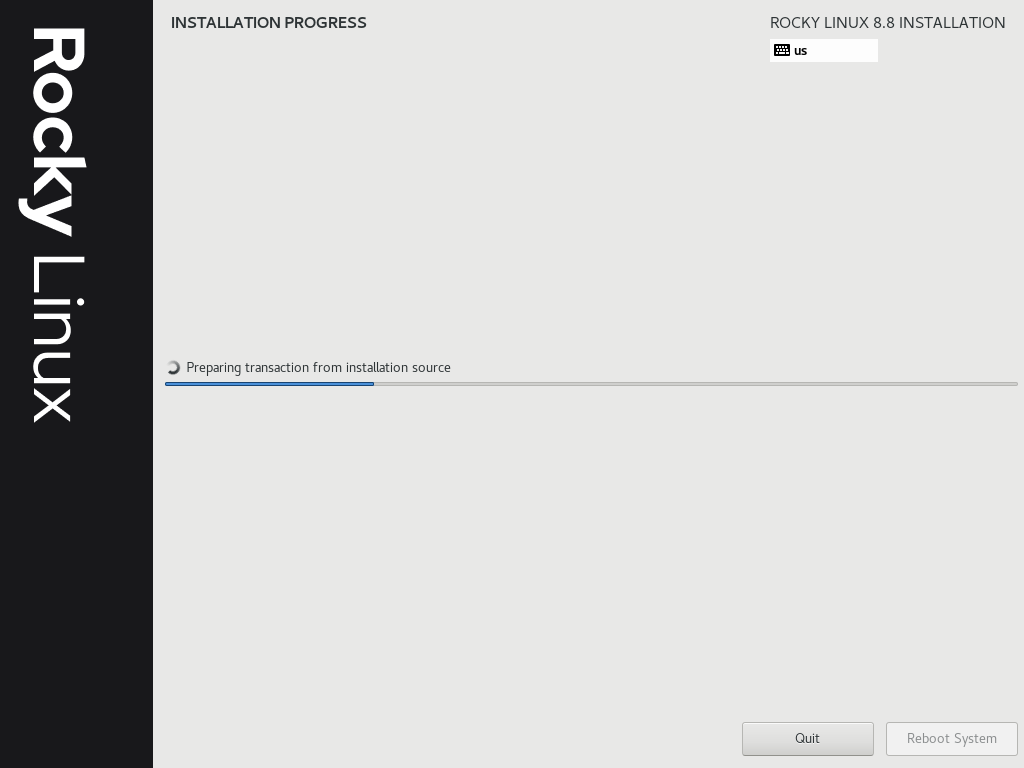 Rocky Linux
INSTALLATION PROGRESS
ROCKY LINUX 8.8 INSTALLATION
us
Preparing transaction from installation source
Quit
Reboot System